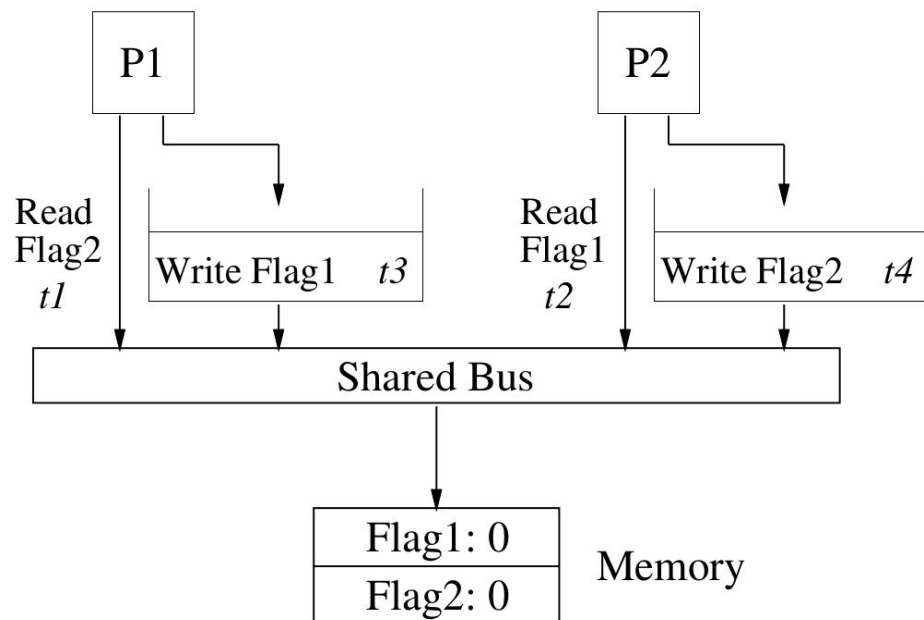 P1
P2
Read
Flag2
t1
Write Flag1 t3
Read
Flag1
t2
Write Flag2 t4
Shared Bus
Flag1: 0
Flag2: 0
Memory